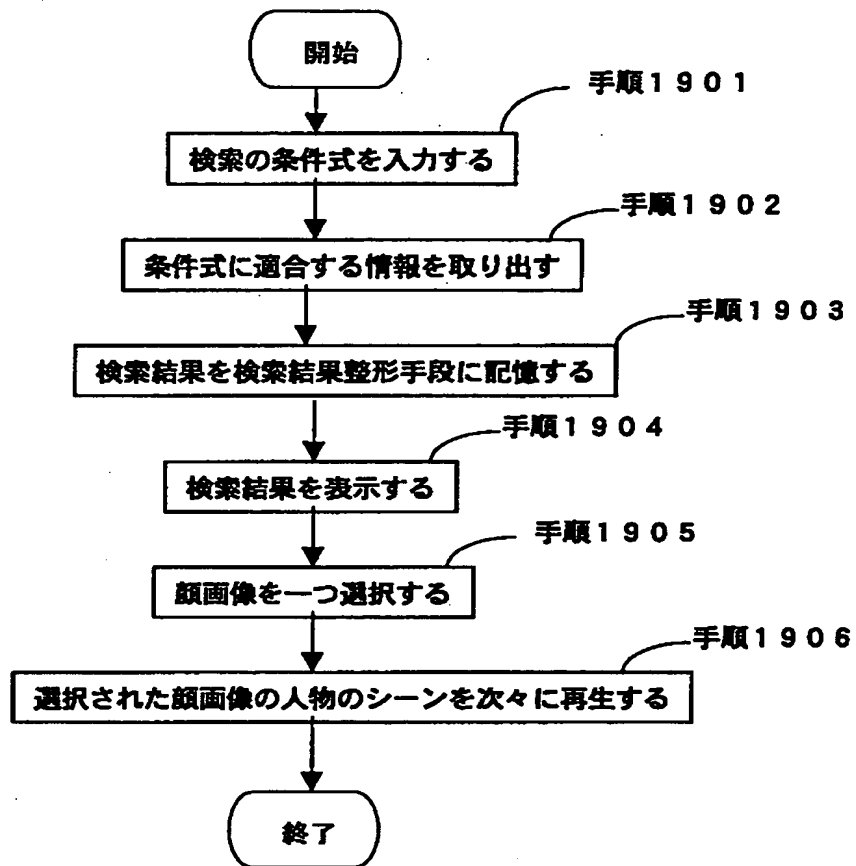 開始
手順1901
検索の条件式を入力する
手順1902
条件式に適合する情報を取り出す
手順1903
検索結果を検索結果整形手段に記憶する
手順1904
検索結果を表示する
手順1905
顔画像を一つ選択する
手順1906
選択された顔画像の人物のシーンを次々に再生する
終了